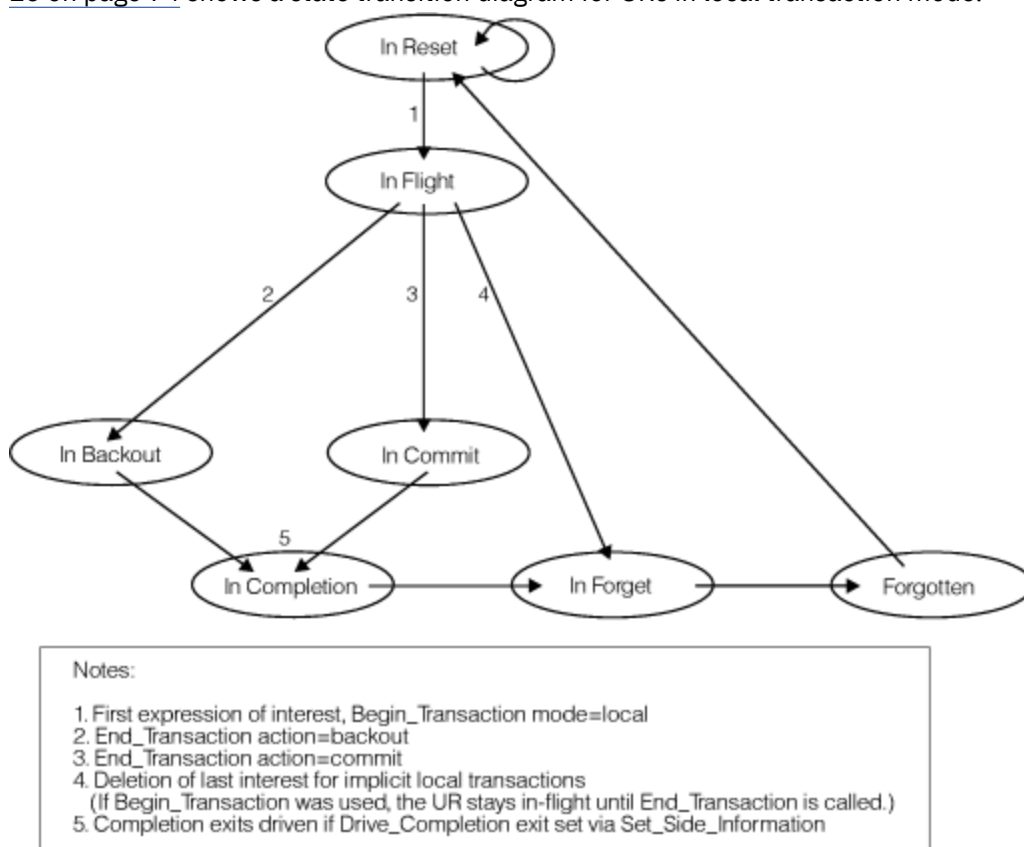 28 on page 74 shows a state transition diagram for URs in local transaction mode.
In Reset
1
In Flight
2
3
4
In Backout
In Commit
5
In Completion
In Forget
Forgotten
Notes:
1. First expression of interest, Begin_Transaction mode=local
2. End_Transaction action=backout
3. End_Transaction action=commit
4. Deletion of last interest for implicit local transactions
(If Begin_Transaction was used, the UR stays in-flight until End_Transaction is called.)
5. Completion exits driven if Drive_Completion exit set via Set_Side_Information